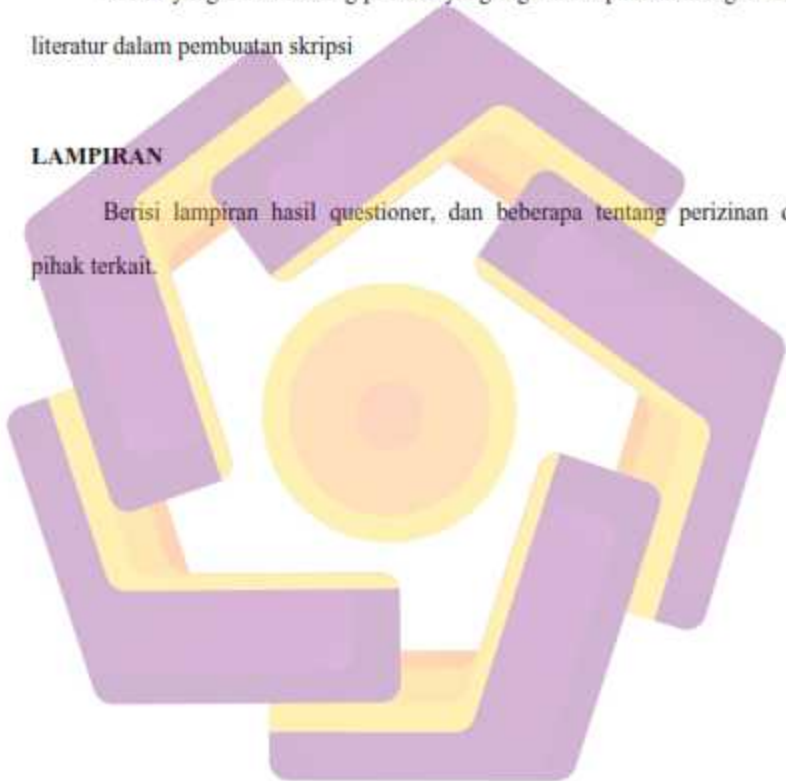 literatur dalam pembuatan skripsi
LAMPIRAN
Berisi lampiran hasil questioner, dan beberapa tentang perizinan
pihak terkait.